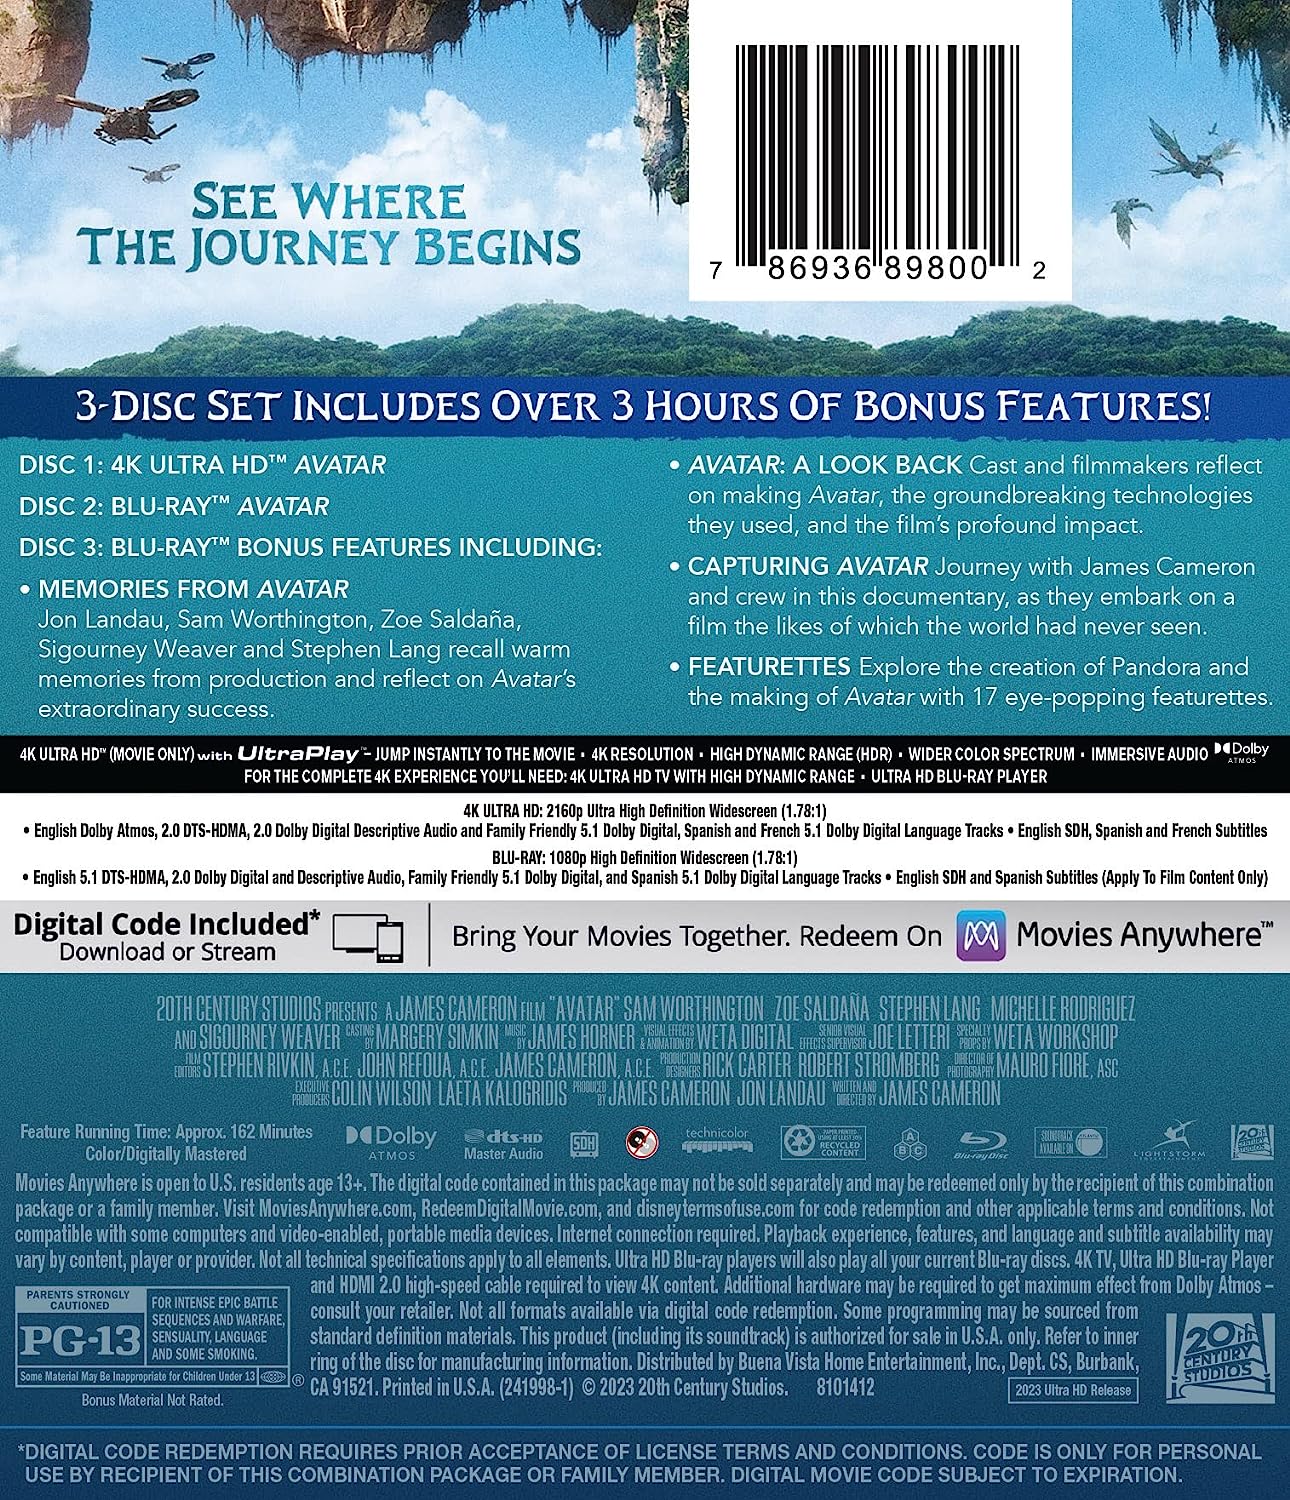 SEE WHERE
THE JOURNEY BEGINS
7 86936 89800 2
3-DISC SET INCLUDES OVER 3 HOURS OF BONUS FEATURES!
DISC 1: 4K ULTRA HD™ AVATAR
DISC 2: BLU-RAY™ AVATAR
DISC 3: BLU-RAY™ BONUS FEATURES INCLUDING:
• MEMORIES FROM AVATAR
Jon Landau, Sam Worthington, Zoe Saldaña,
Sigourney Weaver and Stephen Lang recall warm
memories from production and reflect on Avatar's
extraordinary success.
• AVATAR: A LOOK BACK Cast and filmmakers reflect
on making Avatar, the groundbreaking technologies
they used, and the film's profound impact.
• CAPTURING AVATAR Journey with James Cameron
and crew in this documentary, as they embark on a
film the likes of which the world had never seen.
• FEATURETTES Explore the creation of Pandora and
the making of Avatar with 17 eye-popping featurettes.
4K ULTRA HD™ (MOVIE ONLY) with UltraPlay™ - JUMP INSTANTLY TO THE MOVIE • 4K RESOLUTION • HIGH DYNAMIC RANGE (HDR) • WIDER COLOR SPECTRUM • IMMERSIVE AUDIO Dolby ATMOS
FOR THE COMPLETE 4K EXPERIENCE YOU'LL NEED: 4K ULTRA HD TV WITH HIGH DYNAMIC RANGE • ULTRA HD BLU-RAY PLAYER
4K ULTRA HD: 2160p Ultra High Definition Widescreen (1.78:1)
• English Dolby Atmos, 2.0 DTS-HDMA, 2.0 Dolby Digital Descriptive Audio and Family Friendly 5.1 Dolby Digital, Spanish and French 5.1 Dolby Digital Language Tracks • English SDH, Spanish and French Subtitles
BLU-RAY: 1080p High Definition Widescreen (1.78:1)
• English 5.1 DTS-HDMA, 2.0 Dolby Digital and Descriptive Audio, Family Friendly 5.1 Dolby Digital, and Spanish 5.1 Dolby Digital Language Tracks • English SDH and Spanish Subtitles (Apply To Film Content Only)
Digital Code Included*
Download or Stream
Bring Your Movies Together. Redeem On Movies Anywhere™
20TH CENTURY STUDIOS PRESENTS A JAMES CAMERON FILM "AVATAR" SAM WORTHINGTON ZOE SALDAÑA STEPHEN LANG MICHELLE RODRIGUEZ
AND SIGOURNEY WEAVER CASTING BY MARGERY SIMKIN MUSIC BY JAMES HORNER VISUAL EFFECTS & ANIMATION BY WETA DIGITAL SENIOR VISUAL EFFECTS SUPERVISOR JOE LETTERI SPECIALTY PROPS BY WETA WORKSHOP
FILM EDITORS STEPHEN RIVKIN, A.C.E. JOHN REFOUA, A.C.E. JAMES CAMERON, A.C.E. PRODUCTION DESIGNERS RICK CARTER ROBERT STROMBERG DIRECTOR OF PHOTOGRAPHY MAURO FIORE, ASC
EXECUTIVE PRODUCERS COLIN WILSON LAETA KALOGRIDIS PRODUCED BY JAMES CAMERON JON LANDAU WRITTEN AND DIRECTED BY JAMES CAMERON
Feature Running Time: Approx. 162 Minutes
Color/Digitally Mastered
Dolby ATMOS
dts-HD Master Audio
SDH
technicolor
RECYCLED CONTENT
A B C
Blu-ray Disc
SOUNDTRACK AVAILABLE ON
LIGHTSTORM
20th CENTURY STUDIOS
Movies Anywhere is open to U.S. residents age 13+. The digital code contained in this package may not be sold separately and may be redeemed only by the recipient of this combination
package or a family member. Visit MoviesAnywhere.com, RedeemDigitalMovie.com, and disneytermsofuse.com for code redemption and other applicable terms and conditions. Not
compatible with some computers and video-enabled, portable media devices. Internet connection required. Playback experience, features, and language and subtitle availability may
vary by content, player or provider. Not all technical specifications apply to all elements. Ultra HD Blu-ray players will also play all your current Blu-ray discs. 4K TV, Ultra HD Blu-ray Player
and HDMI 2.0 high-speed cable required to view 4K content. Additional hardware may be required to get maximum effect from Dolby Atmos –
consult your retailer. Not all formats available via digital code redemption. Some programming may be sourced from
standard definition materials. This product (including its soundtrack) is authorized for sale in U.S.A. only. Refer to inner
ring of the disc for manufacturing information. Distributed by Buena Vista Home Entertainment, Inc., Dept. CS, Burbank,
CA 91521. Printed in U.S.A. (241998-1) © 2023 20th Century Studios. 8101412
2023 Ultra HD Release
PARENTS STRONGLY CAUTIONED
PG-13
FOR INTENSE EPIC BATTLE
SEQUENCES AND WARFARE,
SENSUALITY, LANGUAGE
AND SOME SMOKING.
Some Material May Be Inappropriate for Children Under 13
®
Bonus Material Not Rated.
20th CENTURY STUDIOS
*DIGITAL CODE REDEMPTION REQUIRES PRIOR ACCEPTANCE OF LICENSE TERMS AND CONDITIONS. CODE IS ONLY FOR PERSONAL
USE BY RECIPIENT OF THIS COMBINATION PACKAGE OR FAMILY MEMBER. DIGITAL MOVIE CODE SUBJECT TO EXPIRATION.